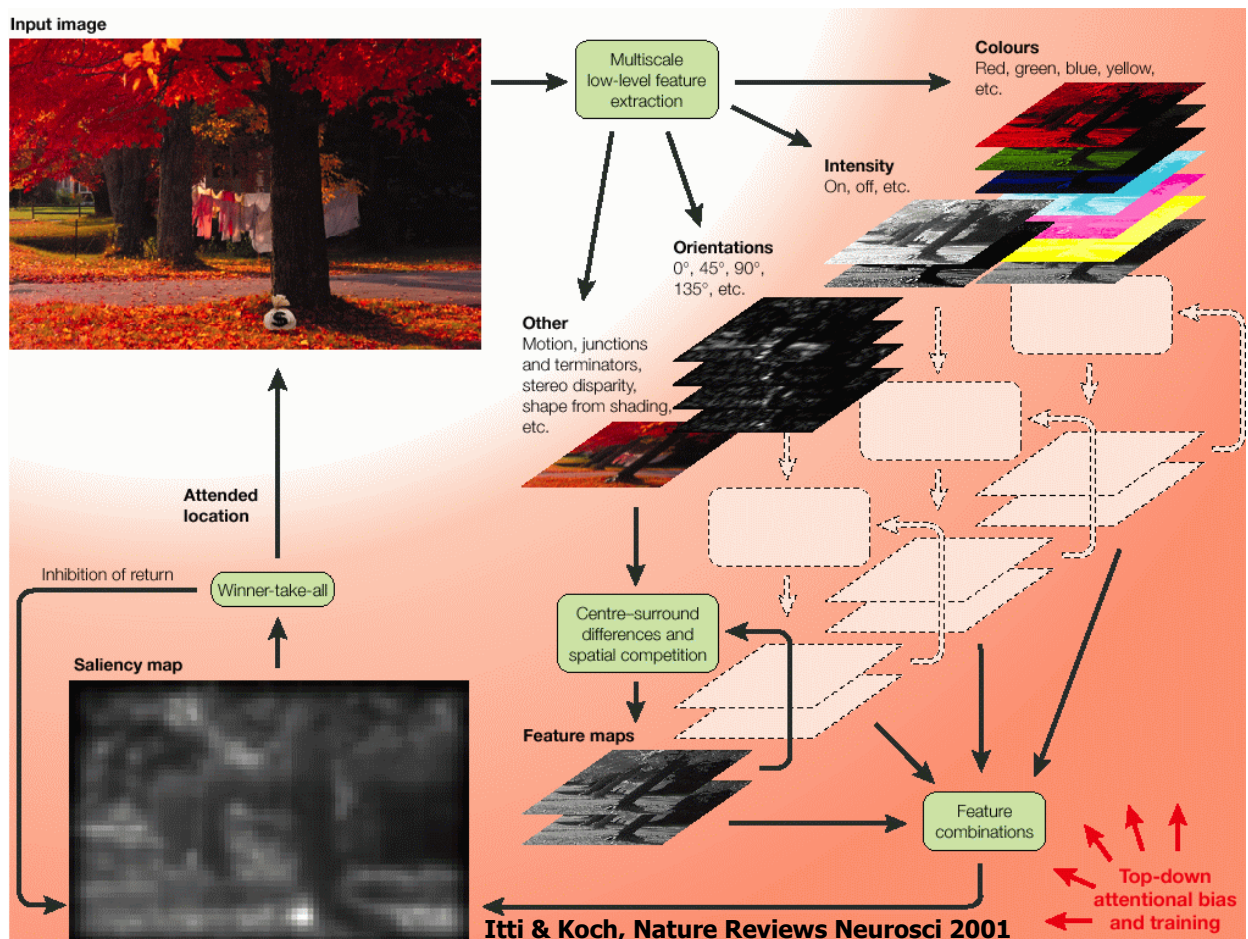 Input image
$
Multiscale
low-level feature
extraction
Colours
Red, green, blue, yellow,
etc.
Intensity
On, off, etc.
Orientations
0°, 45°, 90°,
135°, etc.
Other
Motion, junctions
and terminators,
stereo disparity,
shape from shading,
etc.
Attended
location
Inhibition of return
Winner-take-all
Centre–surround
differences and
spatial competition
Saliency map
Feature maps
Feature
combinations
Top-down
attentional bias
and training
Itti & Koch, Nature Reviews Neurosci 2001